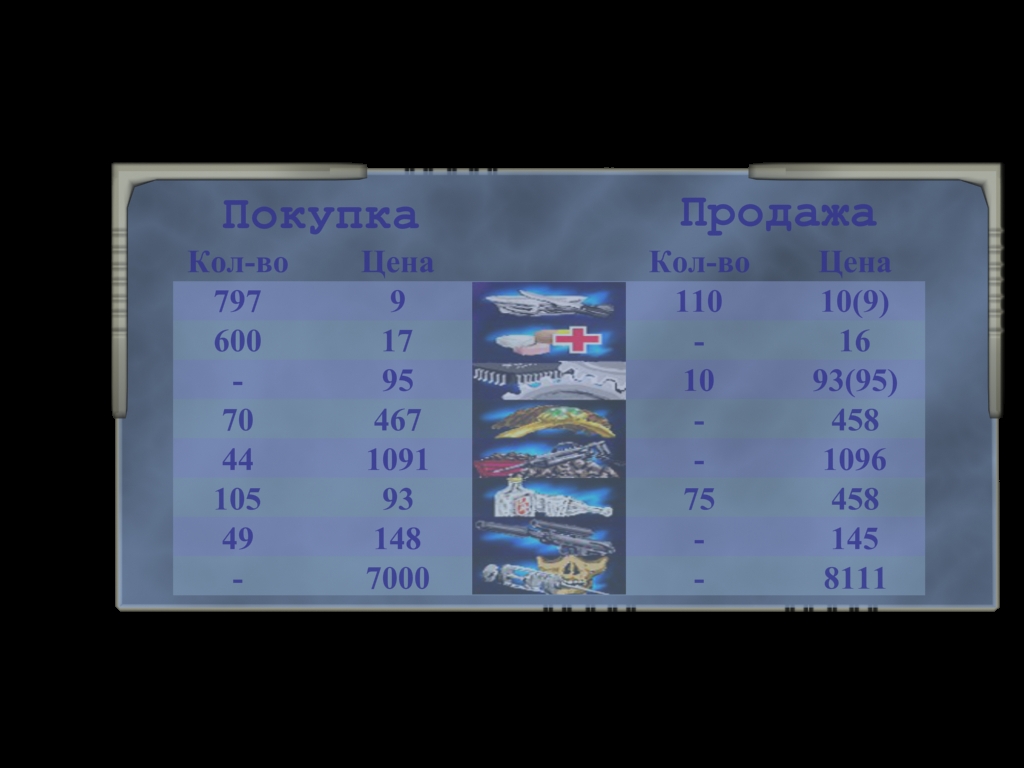 Покупка Продажа
Кол-во Цена Кол-во Цена
797 9 110 10(9)
600 17 - 16
- 95 10 93(95)
70 467 - 458
44 1091 - 1096
105 93 75 458
49 148 - 145
- 7000 - 8111